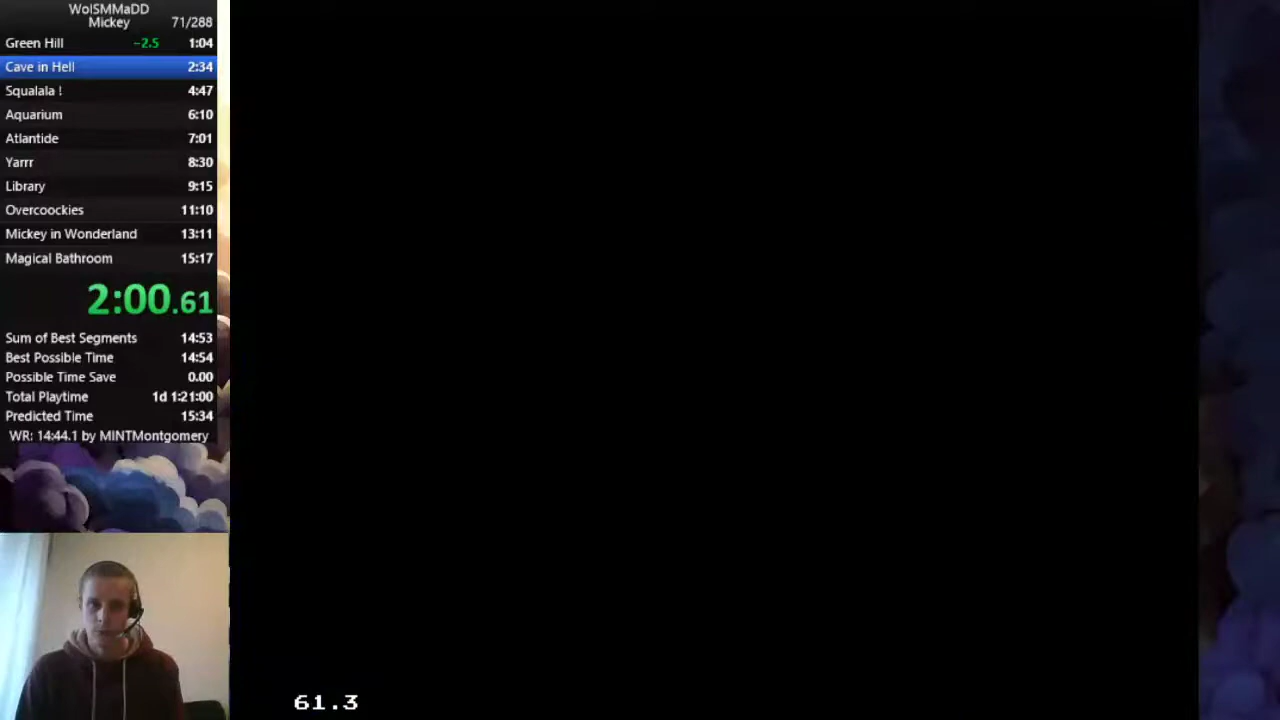 WoISMMaDD
Mickey 71/288
Green Hill -2.5 1:04
Cave in Hell 2:34
Squalala ! 4:47
Aquarium 6:10
Atlantide 7:01
Yarrr 8:30
Library 9:15
Overcoockies 11:10
Mickey in Wonderland 13:11
Magical Bathroom 15:17
2:00.61
Sum of Best Segments 14:53
Best Possible Time 14:54
Possible Time Save 0.00
Total Playtime 1d 1:21:00
Predicted Time 15:34
WR: 14:44.1 by MINTMontgomery
61.3